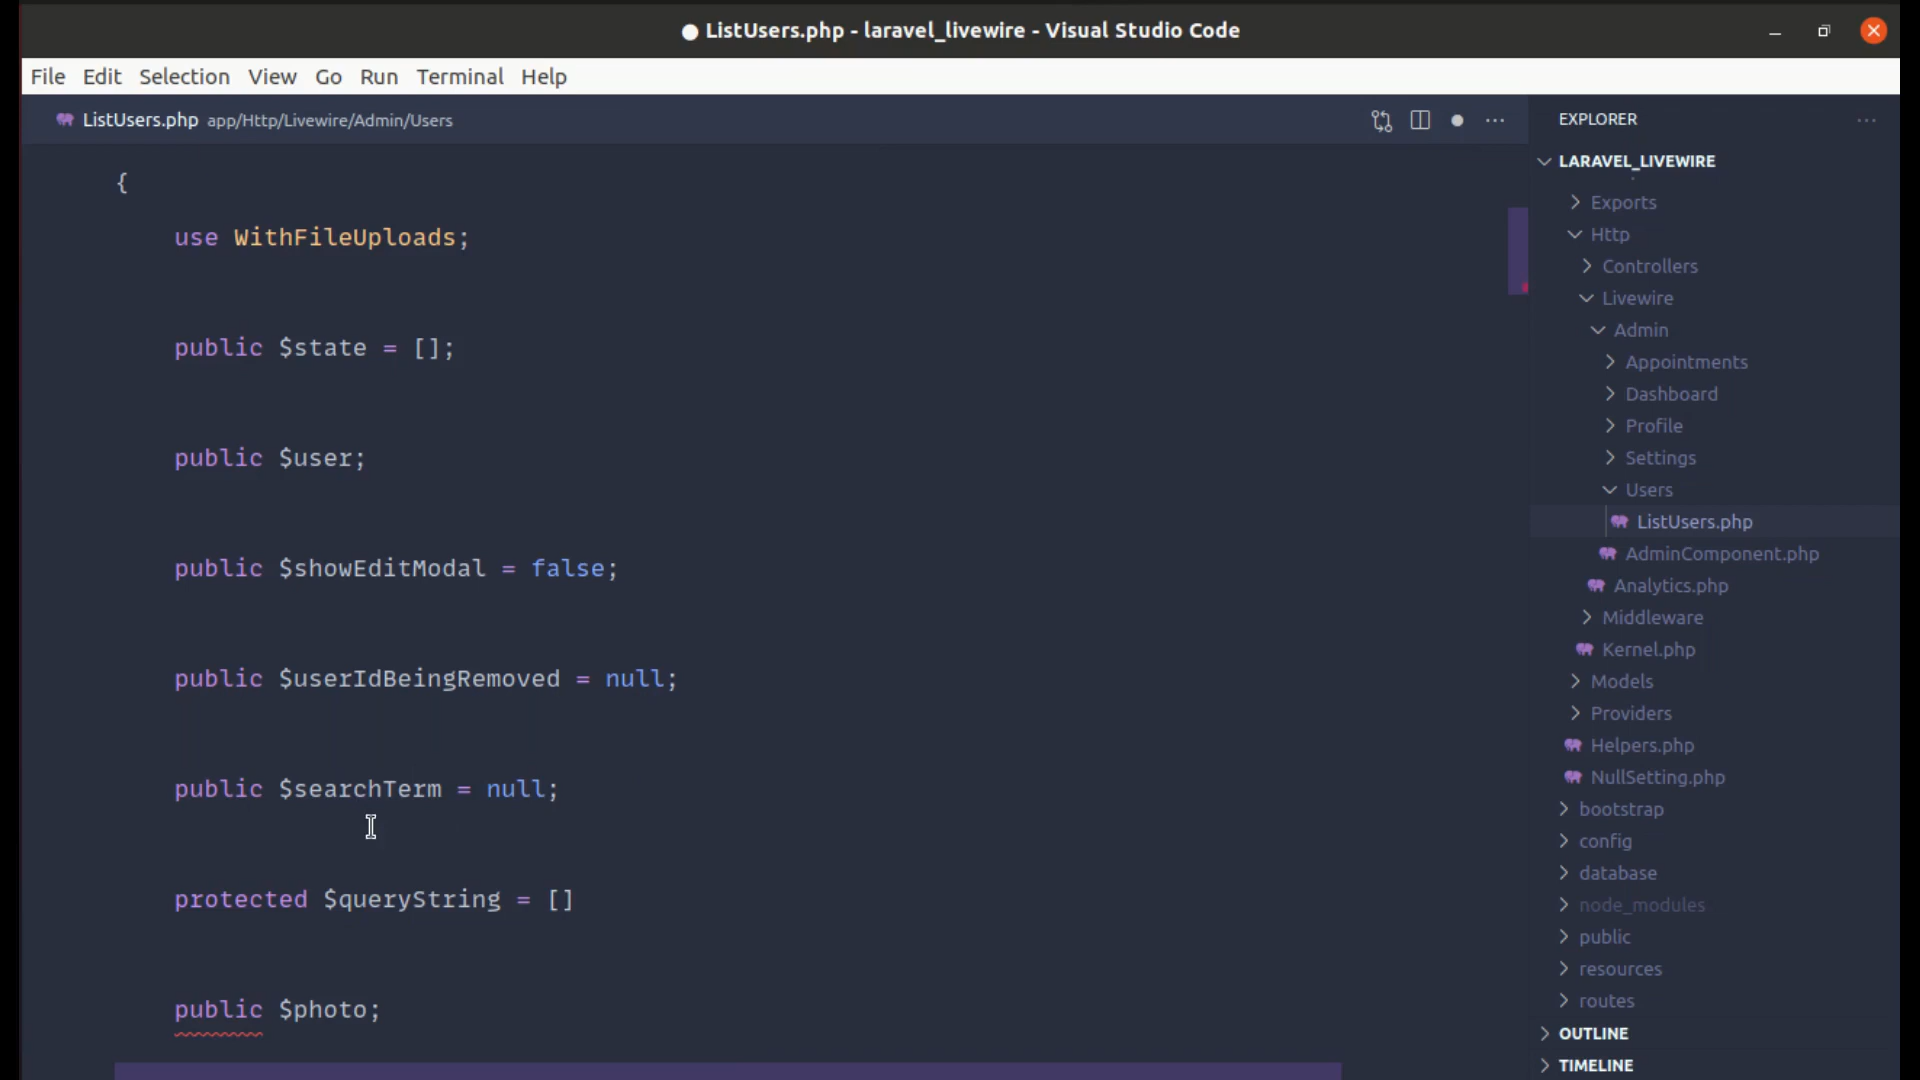 ListUsers.php - laravel_livewire - Visual Studio Code
File Edit Selection View Go Run Terminal Help
ListUsers.php app/Http/Livewire/Admin/Users
{
use WithFileUploads;
public $state = [];
public $user;
public $showEditModal = false;
public $userIdBeingRemoved = null;
public $searchTerm = null;
protected $queryString = []
public $photo;
EXPLORER
LARAVEL_LIVEWIRE
Exports
Http
Controllers
Livewire
Admin
Appointments
Dashboard
Profile
Settings
Users
ListUsers.php
AdminComponent.php
Analytics.php
Middleware
Kernel.php
Models
Providers
Helpers.php
NullSetting.php
bootstrap
config
database
node_modules
public
resources
routes
OUTLINE
TIMELINE